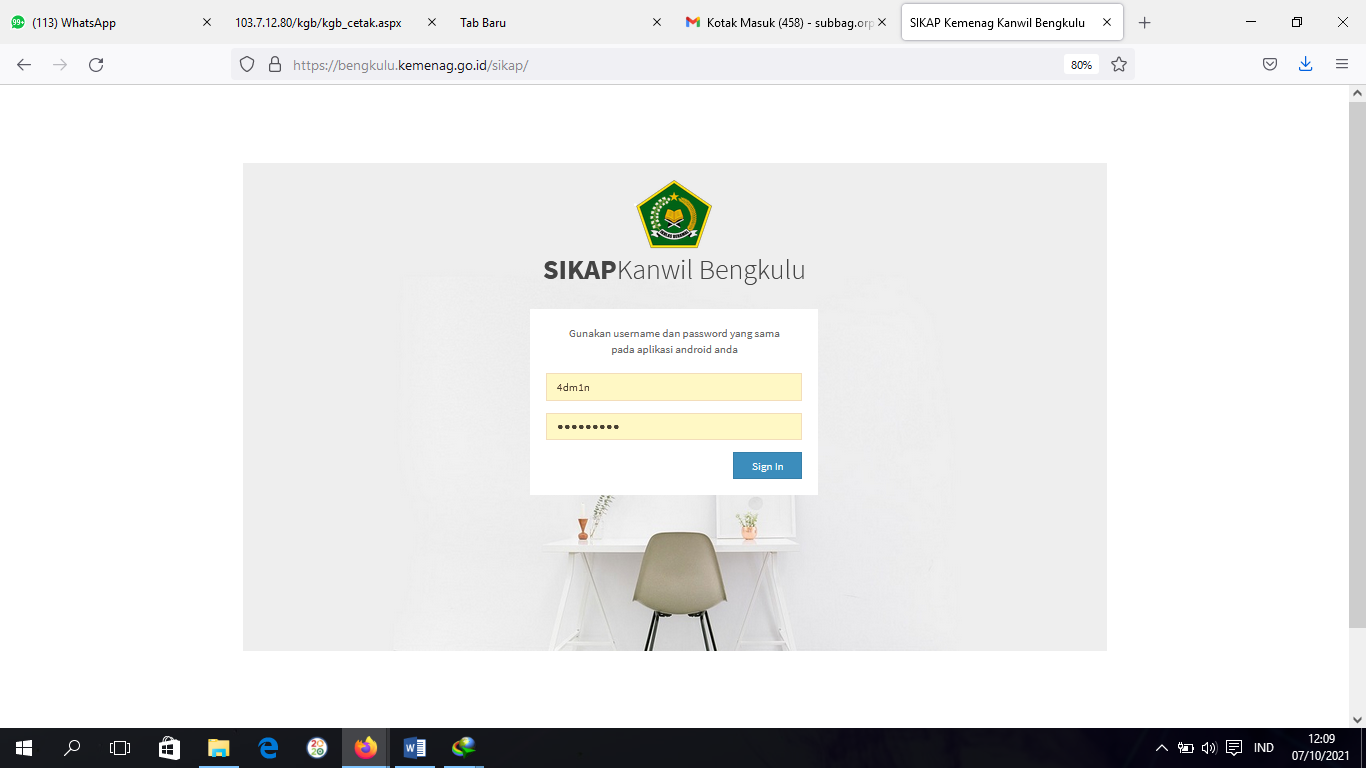 99+ (113) WhatsApp
103.7.12.80/kgb/kgb_cetak.aspx
Tab Baru
Kotak Masuk (458) - subbag.orp
SIKAP Kemenag Kanwil Bengkulu
https://bengkulu.kemenag.go.id/sikap/
80%
SIKAPKanwil Bengkulu
Gunakan username dan password yang sama
pada aplikasi android anda
4dm1n
•••••••••
Sign In
IND
12:09
07/10/2021